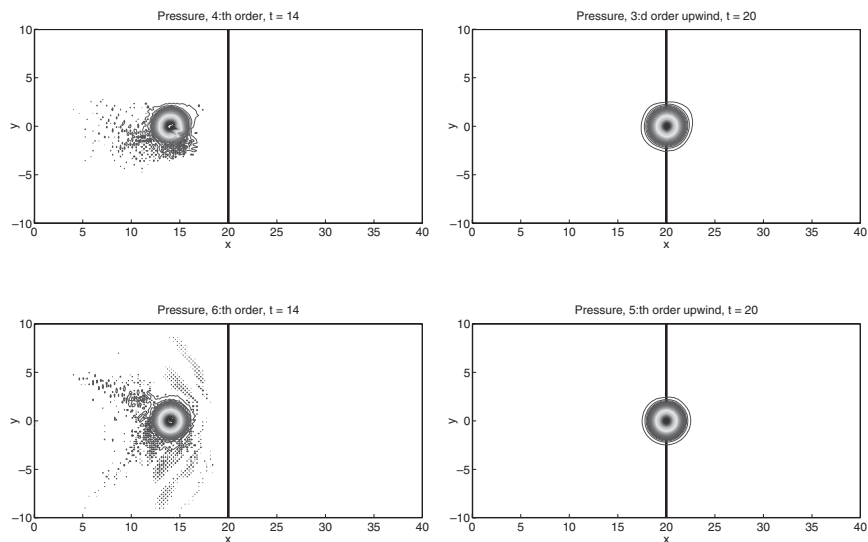 Pressure, 4:th order, t = 14
10
5
0
−5
−10
y
0 5 10 15 20 25 30 35 40
x
Pressure, 3:d order upwind, t = 20
10
5
0
−5
−10
y
0 5 10 15 20 25 30 35 40
x
Pressure, 6:th order, t = 14
10
5
0
−5
−10
y
0 5 10 15 20 25 30 35 40
x
Pressure, 5:th order upwind, t = 20
10
5
0
−5
−10
y
0 5 10 15 20 25 30 35 40
x